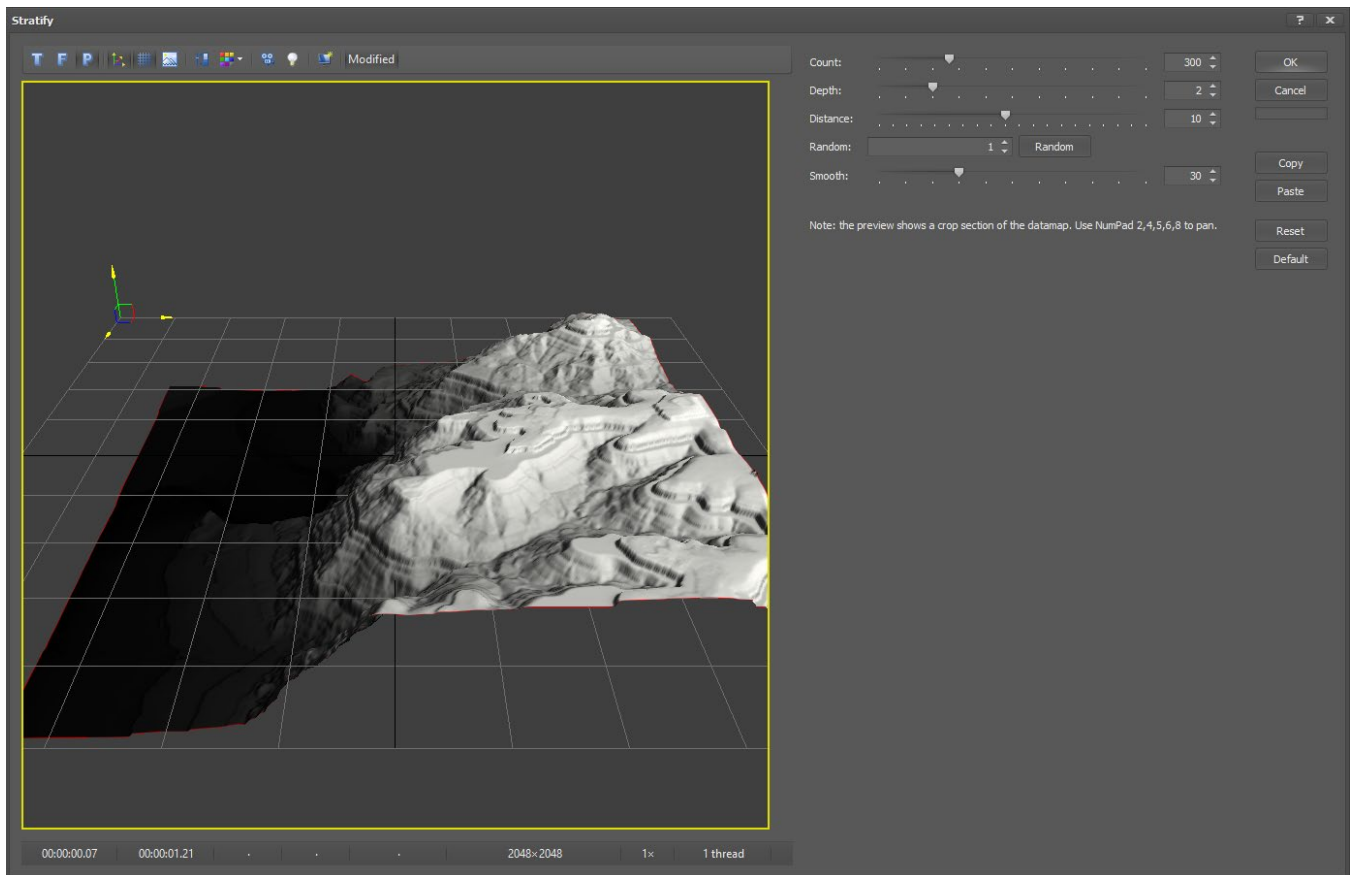 Stratify
? x
T F P Modified
Count: 300 OK
Depth: 2 Cancel
Distance: 10
Random: 1 Random
Copy
Smooth: 30
Paste
Note: the preview shows a crop section of the datamap. Use NumPad 2,4,5,6,8 to pan.
Reset
Default
00:00:00.07 00:00:01.21 . . . 2048×2048 1× 1 thread